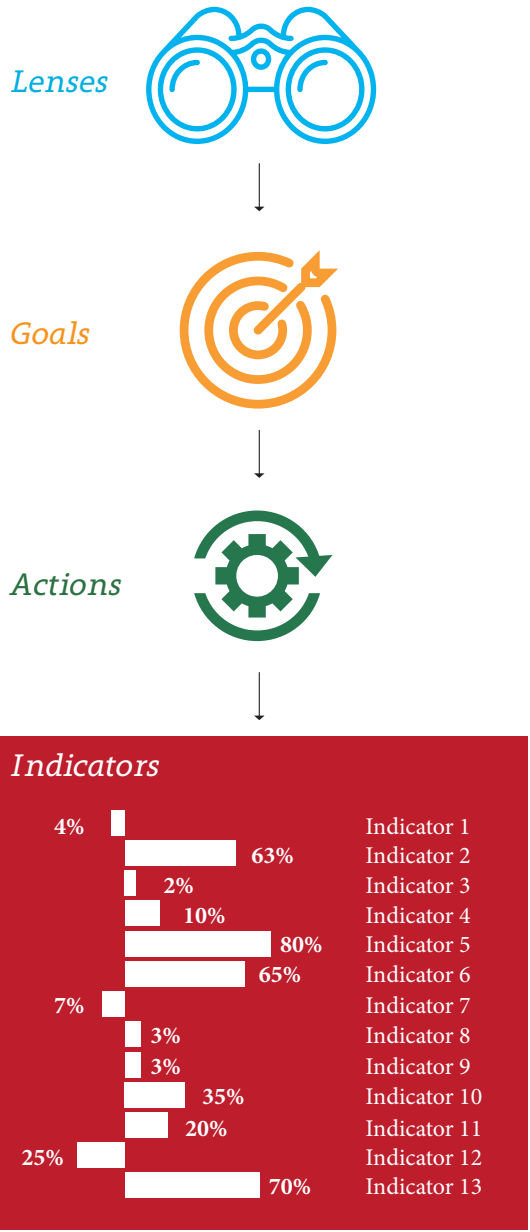 Lenses
Goals
Actions
Indicators
4% Indicator 1
63% Indicator 2
2% Indicator 3
10% Indicator 4
80% Indicator 5
65% Indicator 6
7% Indicator 7
3% Indicator 8
3% Indicator 9
35% Indicator 10
20% Indicator 11
25% Indicator 12
70% Indicator 13